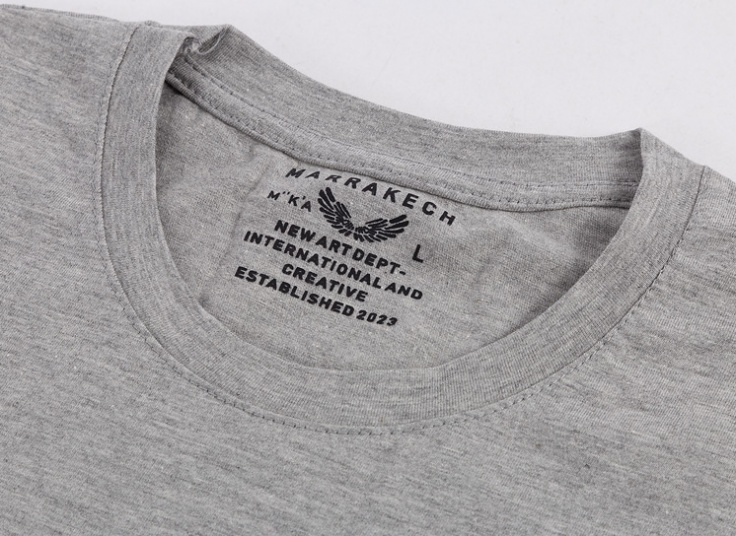 MARRAKECH
M"K'A
L
NEW ART DEPT-
INTERNATIONAL AND
CREATIVE
ESTABLISHED 2023